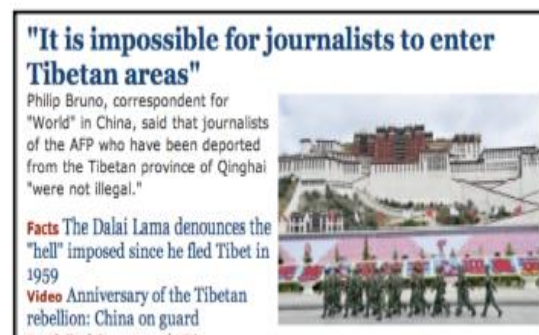 "It is impossible for journalists to enter
Tibetan areas"
Philip Bruno, correspondent for
"World" in China, said that journalists
of the AFP who have been deported
from the Tibetan province of Qinghai
"were not illegal."
Facts The Dalai Lama denounces the
"hell" imposed since he fled Tibet in
1959
Video Anniversary of the Tibetan
rebellion: China on guard